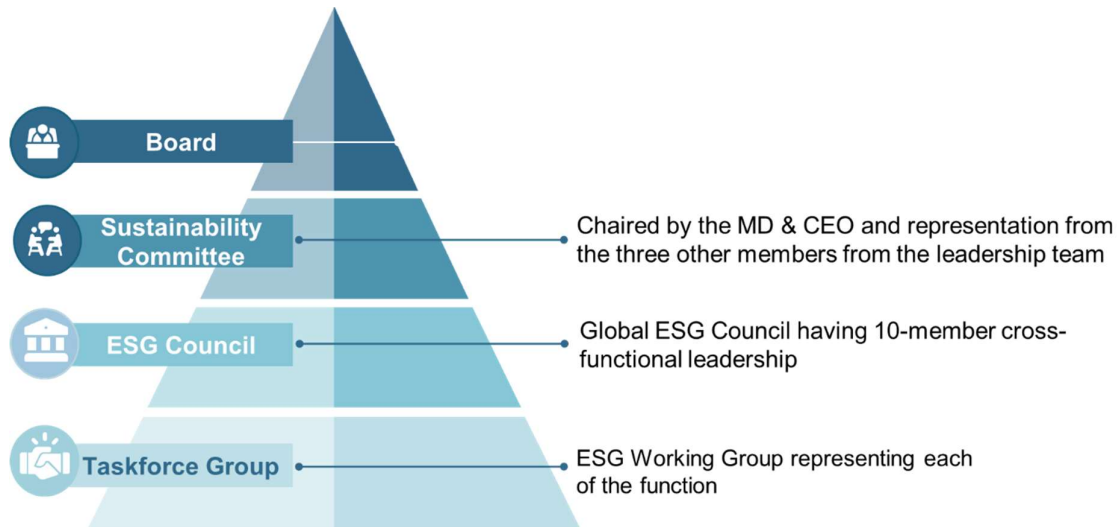 Board
Sustainability
Committee
Chaired by the MD & CEO and representation from
the three other members from the leadership team
ESG Council
Global ESG Council having 10-member cross-
functional leadership
Taskforce Group
ESG Working Group representing each
of the function